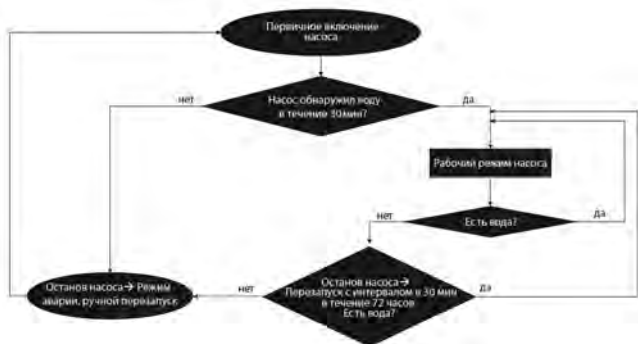 Первичное включение
насоса
нет
Насос обнаружил воду
в течение 30мин?
да
Рабочий режим насоса
нет
Есть вода?
да
Останов насоса→ Режим
аварии, ручной перезапуск.
нет
Останов насоса→
Перезапуск с интервалом в 30 мин
в течение 72 часов
Есть вода?
да